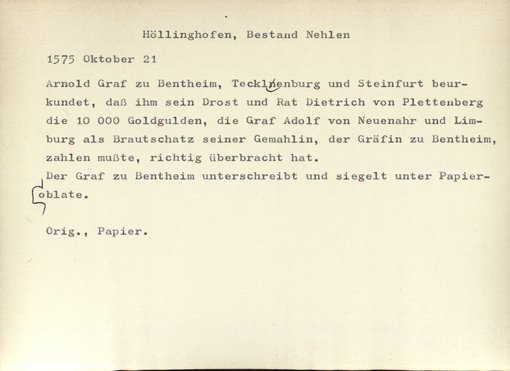 Höllinghofen, Bestand Nehlen
1575 Oktober 21
Arnold Graf zu Bentheim, Tecklnenburg und Steinfurt beur-
kundet, daß ihm sein Drost und Rat Dietrich von Plettenberg
die 10 000 Goldgulden, die Graf Adolf von Neuenahr und Lim-
burg als Brautschatz seiner Gemahlin, der Gräfin zu Bentheim,
zahlen mußte, richtig überbracht hat.
Der Graf zu Bentheim unterschreibt und siegelt unter Papier-
oblate.
Orig., Papier.